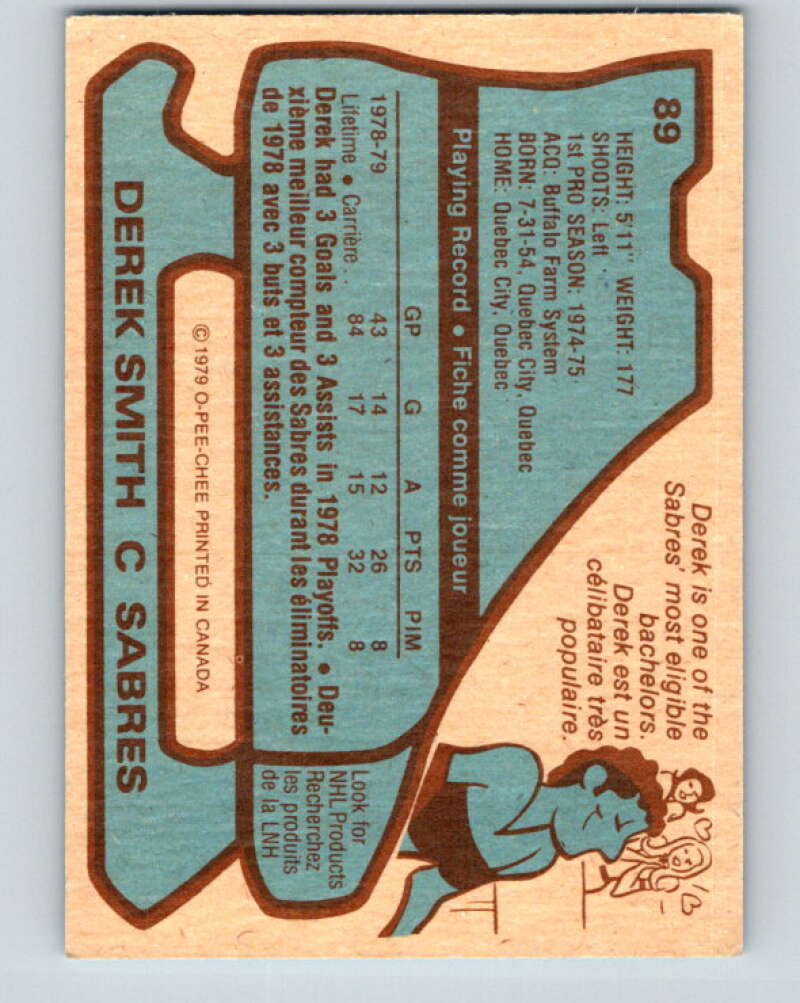 89
HEIGHT: 5'11" WEIGHT: 177
SHOOTS: Left
1st PRO SEASON: 1974-75
ACQ: Buffalo Farm System
BORN: 7-31-54, Quebec City, Quebec
HOME: Quebec City, Quebec
Derek is one of the
Sabres' most eligible
bachelors.
Derek est un
célibataire très
populaire.
Playing Record • Fiche comme joueur
GP G A PTS PIM
1978-79 43 14 12 26 8
Lifetime • Carrière... 84 17 15 32 8
Derek had 3 Goals and 3 Assists in 1978 Playoffs. • Deu-
xième meilleur compteur des Sabres durant les éliminatoires
de 1978 avec 3 buts et 3 assistances.
Look for
NHL Products
Recherchez
les produits
de la LNH
© 1979 O-PEE-CHEE PRINTED IN CANADA
DEREK SMITH C SABRES